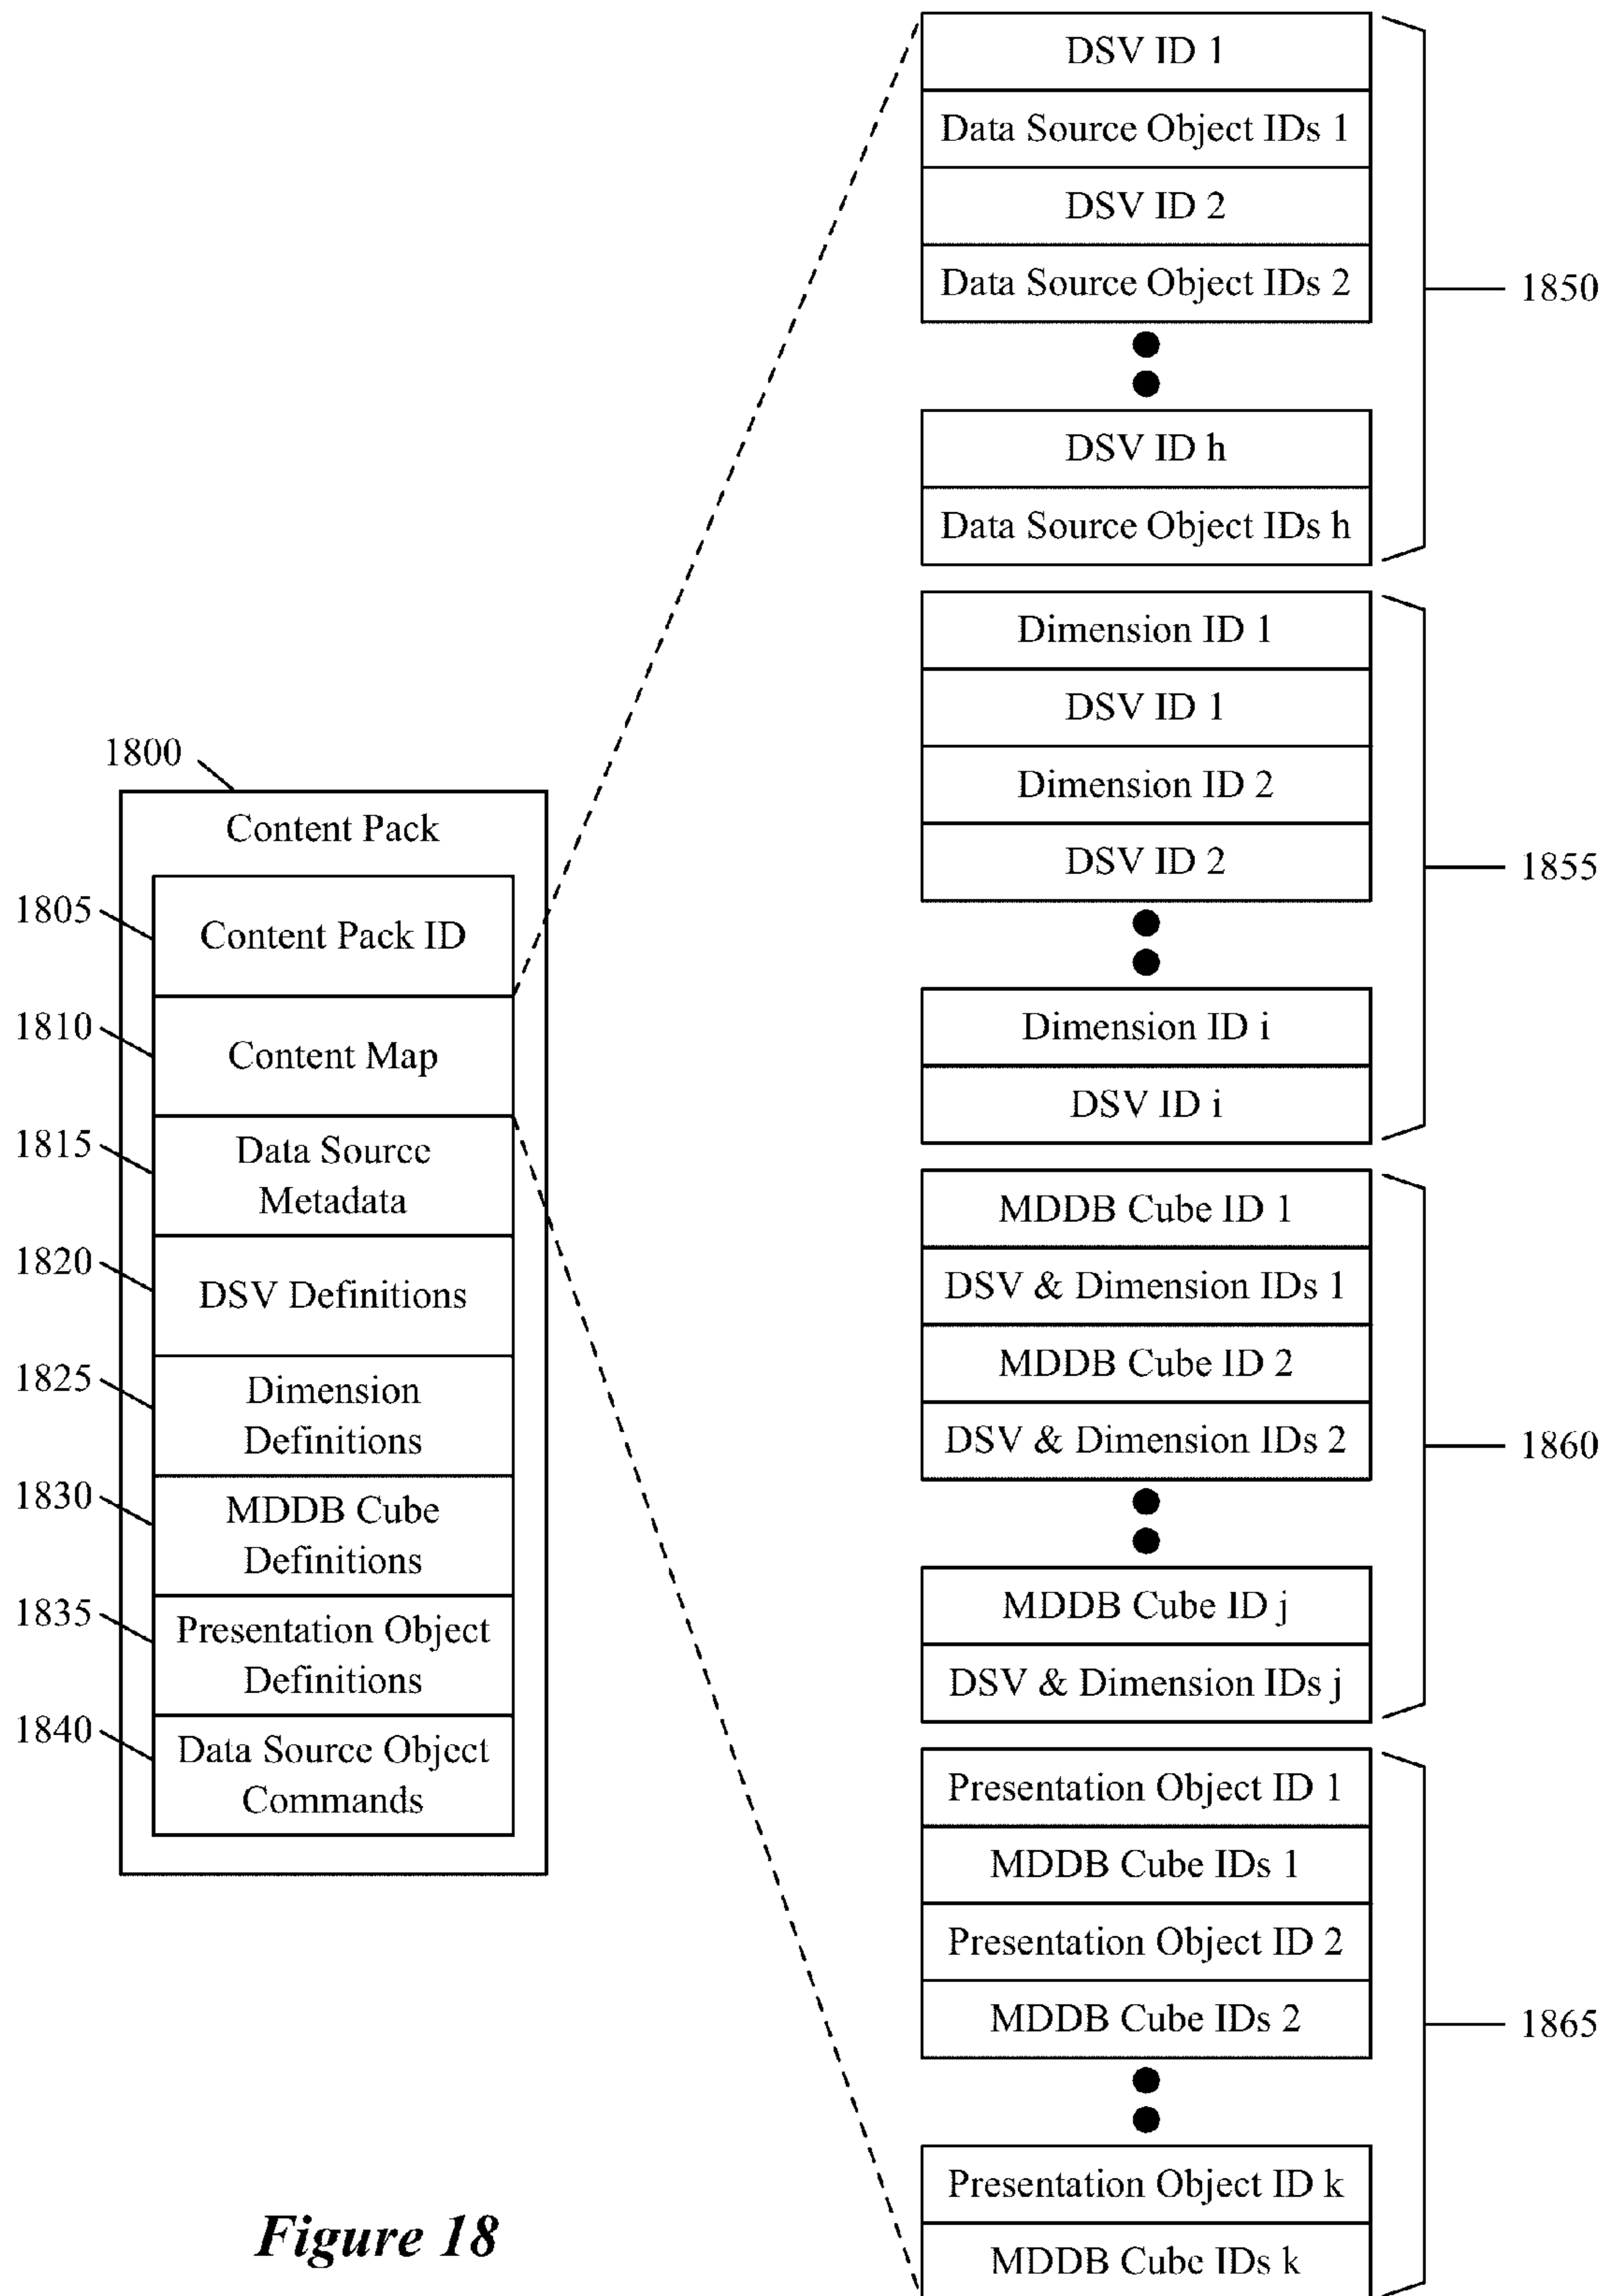 1800
Content Pack
1805
Content Pack ID
1810
Content Map
1815
Data Source
Metadata
1820
DSV Definitions
1825
Dimension
Definitions
1830
MDDB Cube
Definitions
1835
Presentation Object
Definitions
1840
Data Source Object
Commands
DSV ID 1
Data Source Object IDs 1
DSV ID 2
Data Source Object IDs 2
DSV ID h
Data Source Object IDs h
1850
Dimension ID 1
DSV ID 1
Dimension ID 2
DSV ID 2
Dimension ID i
DSV ID i
1855
MDDB Cube ID 1
DSV & Dimension IDs 1
MDDB Cube ID 2
DSV & Dimension IDs 2
MDDB Cube ID j
DSV & Dimension IDs j
1860
Presentation Object ID 1
MDDB Cube IDs 1
Presentation Object ID 2
MDDB Cube IDs 2
Presentation Object ID k
MDDB Cube IDs k
1865
Figure 18